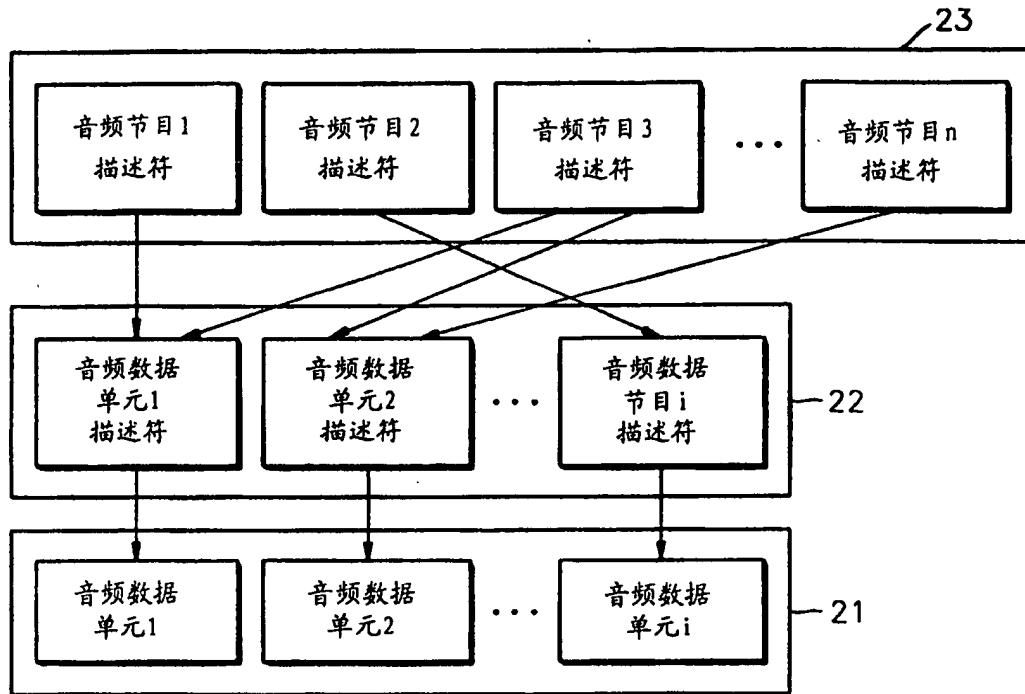 23
音频节目1
描述符
音频节目2
描述符
音频节目3
描述符
...
音频节目n
描述符
音频数据
单元1
描述符
音频数据
单元2
描述符
...
音频数据
节目i
描述符
22
音频数据
单元1
音频数据
单元2
...
音频数据
单元i
21